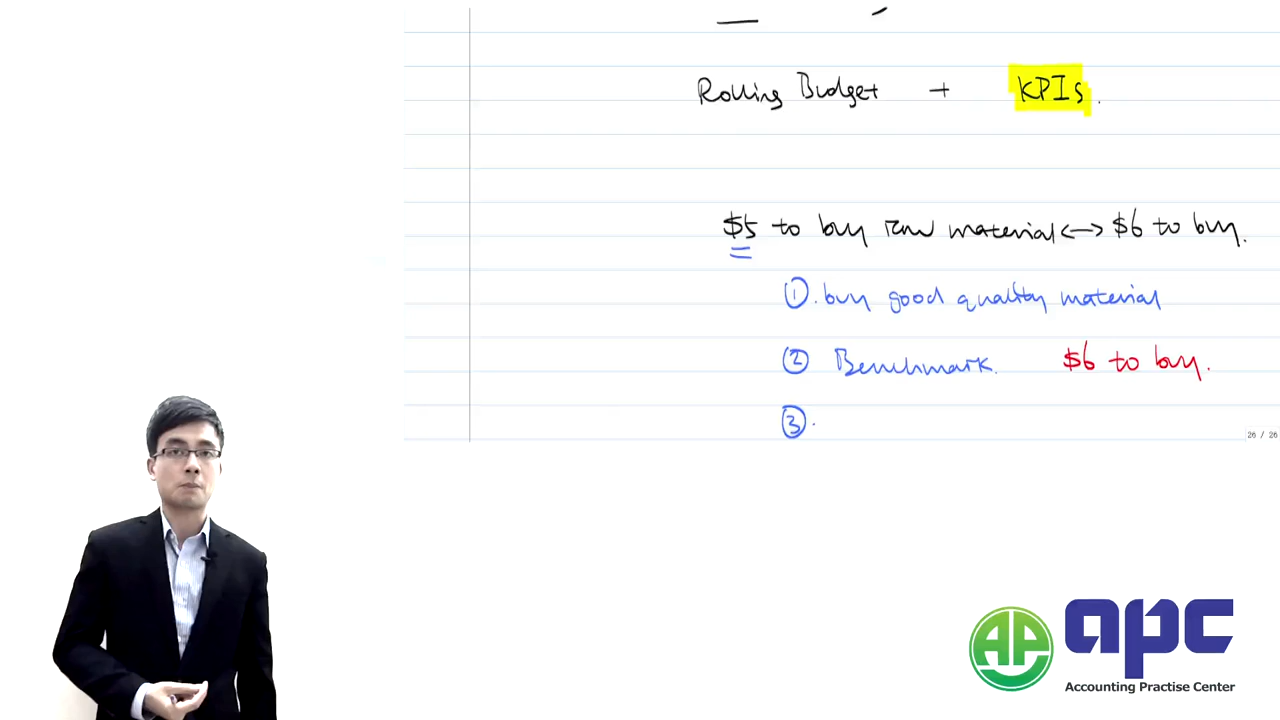 Rolling Budget + KPIs.
$5 to buy raw material <-> $6 to buy.
①. buy good quality material
② Benchmark. $6 to buy.
③.
26 / 26
AP
apc
Accounting Practise Center